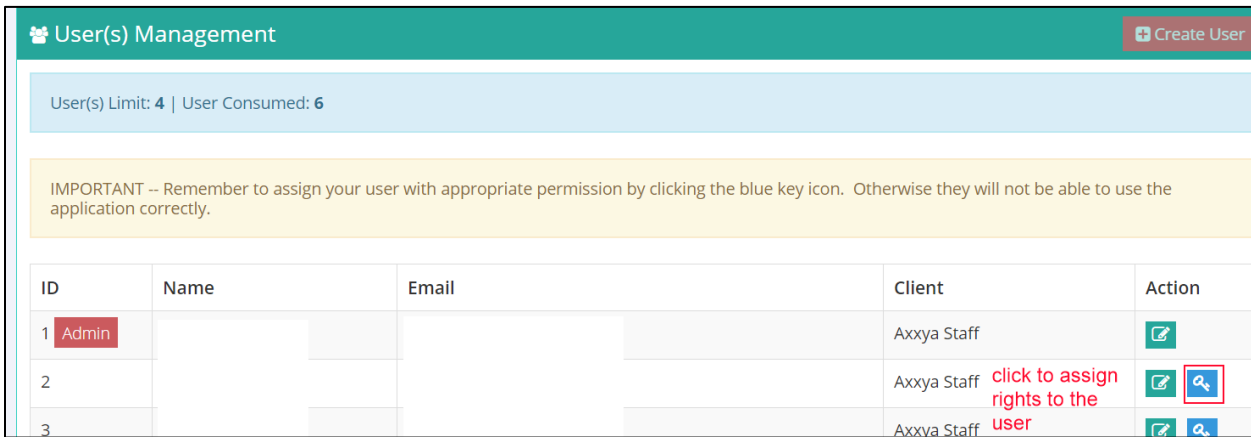 User(s) Management
Create User
User(s) Limit: 4 | User Consumed: 6
IMPORTANT -- Remember to assign your user with appropriate permission by clicking the blue key icon. Otherwise they will not be able to use the
application correctly.
ID Name Email Client Action
1 Admin Axxya Staff
2 Axxya Staff
click to assign
rights to the
user
3 Axxya Staff